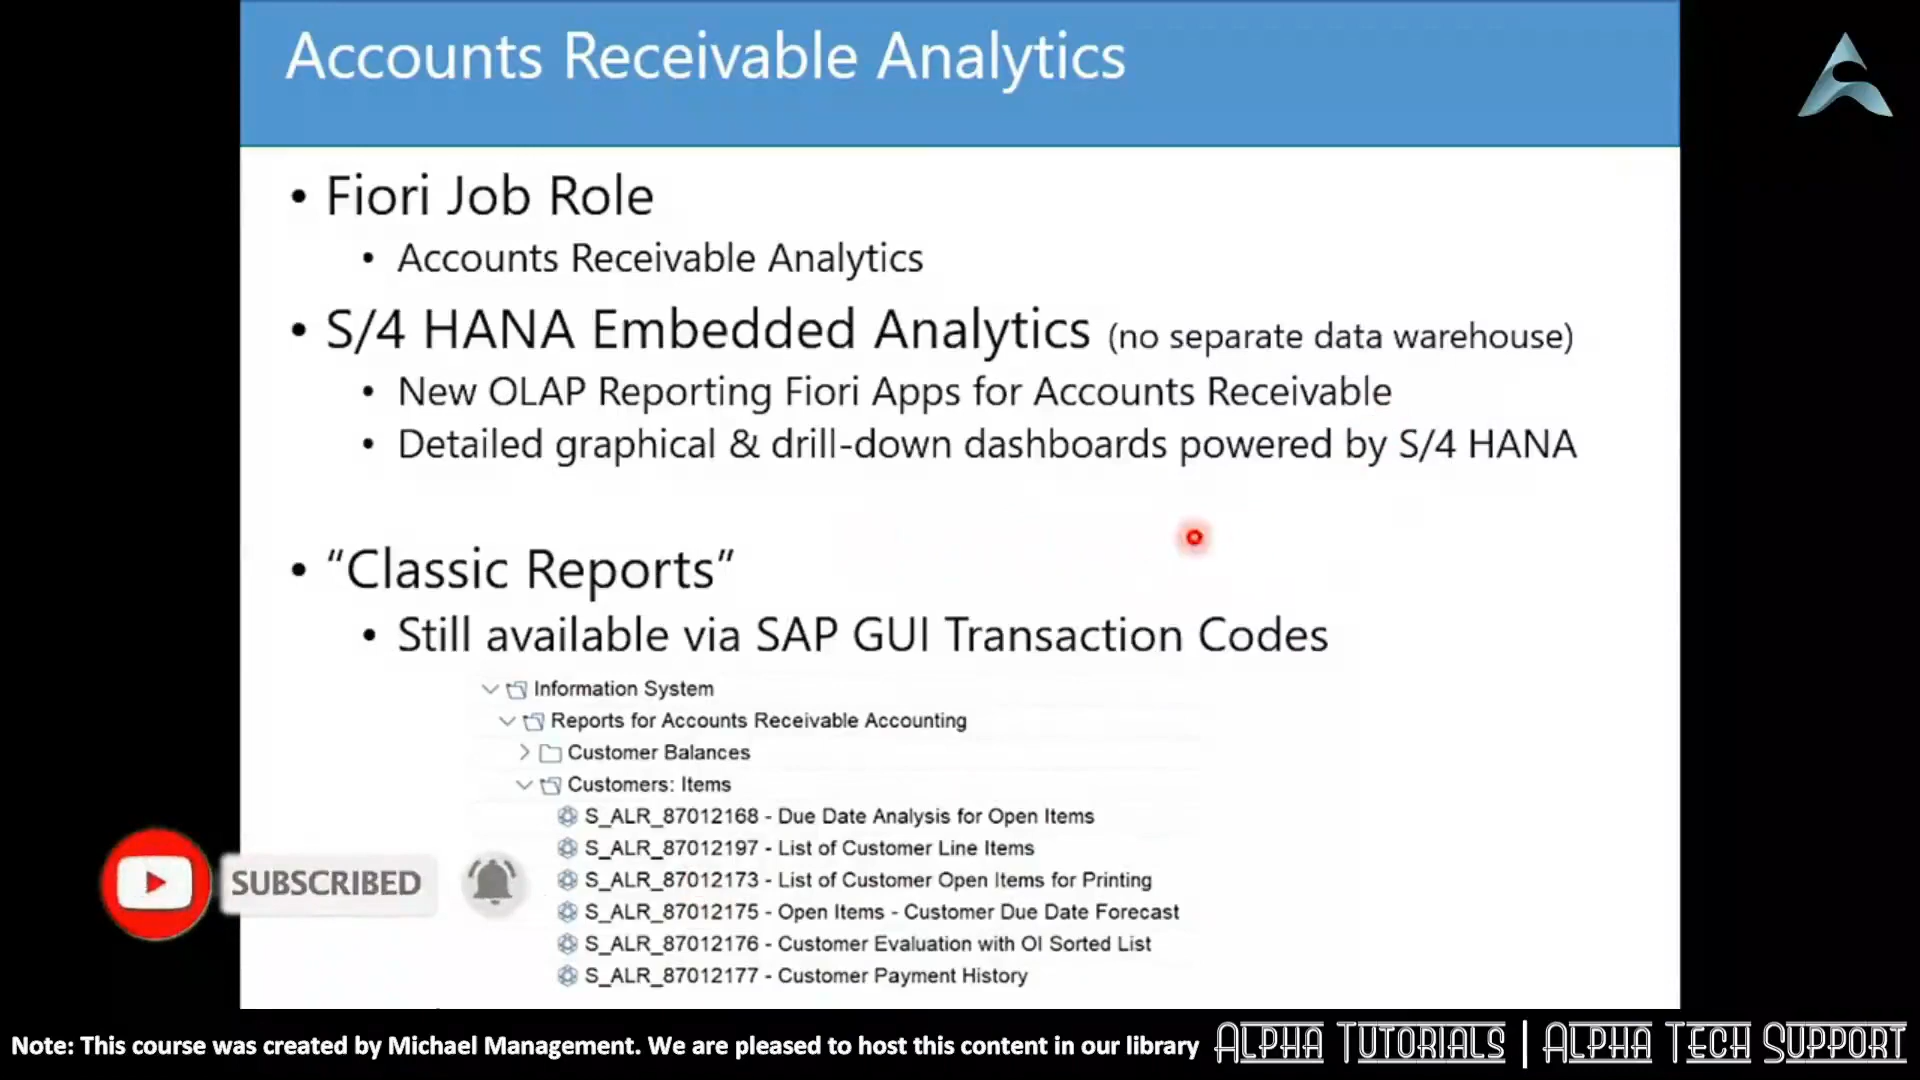 Accounts Receivable Analytics
• Fiori Job Role
• Accounts Receivable Analytics
• S/4 HANA Embedded Analytics (no separate data warehouse)
• New OLAP Reporting Fiori Apps for Accounts Receivable
• Detailed graphical & drill-down dashboards powered by S/4 HANA
• “Classic Reports”
• Still available via SAP GUI Transaction Codes
Information System
Reports for Accounts Receivable Accounting
Customer Balances
Customers: Items
S_ALR_87012168 - Due Date Analysis for Open Items
S_ALR_87012197 - List of Customer Line Items
S_ALR_87012173 - List of Customer Open Items for Printing
S_ALR_87012175 - Open Items - Customer Due Date Forecast
S_ALR_87012176 - Customer Evaluation with OI Sorted List
S_ALR_87012177 - Customer Payment History
SUBSCRIBED
Note: This course was created by Michael Management. We are pleased to host this content in our library
Alpha Tutorials | Alpha Tech Support